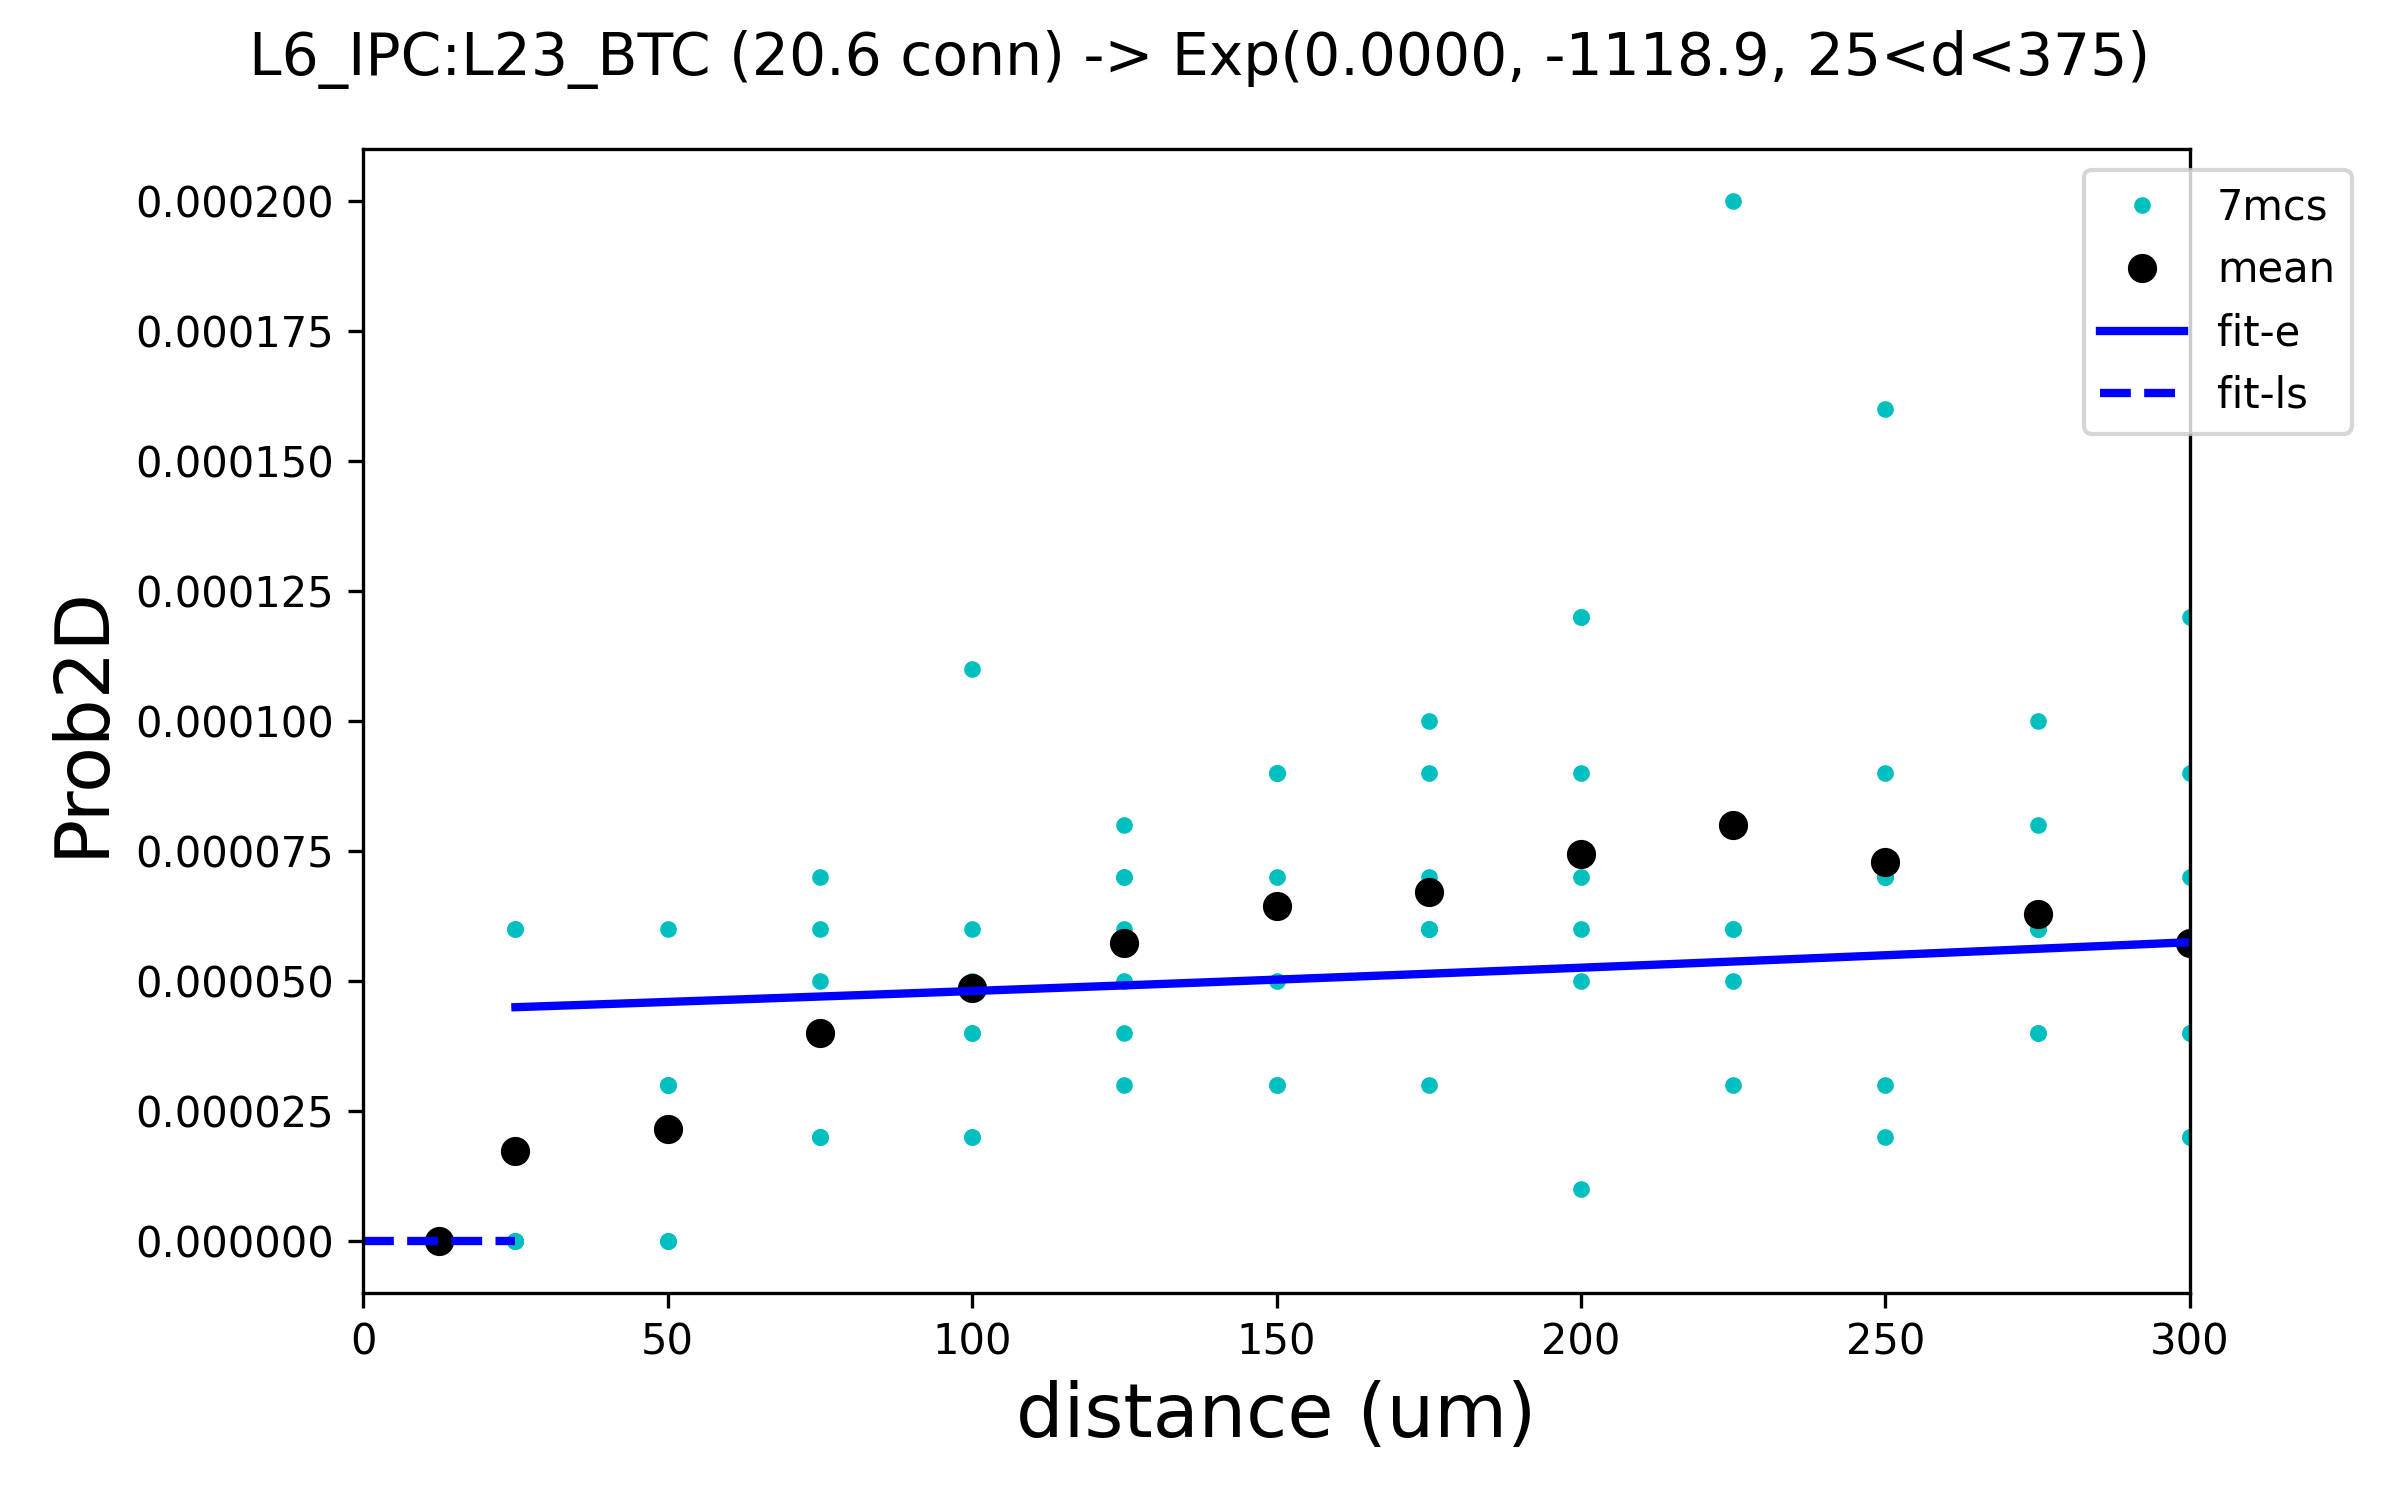 L6_IPC:L23_BTC (20.6 conn) -> Exp(0.0000, -1118.9, 25<d<375)
7mcs
mean
fit-e
fit-ls
Prob2D
0.000200
0.000175
0.000150
0.000125
0.000100
0.000075
0.000050
0.000025
0.000000
0 50 100 150 200 250 300
distance (um)